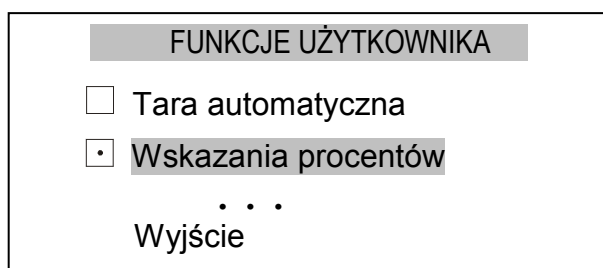 FUNKCJE UŻYTKOWNIKA
Tara automatyczna
Wskazania procentów
. . .
Wyjście